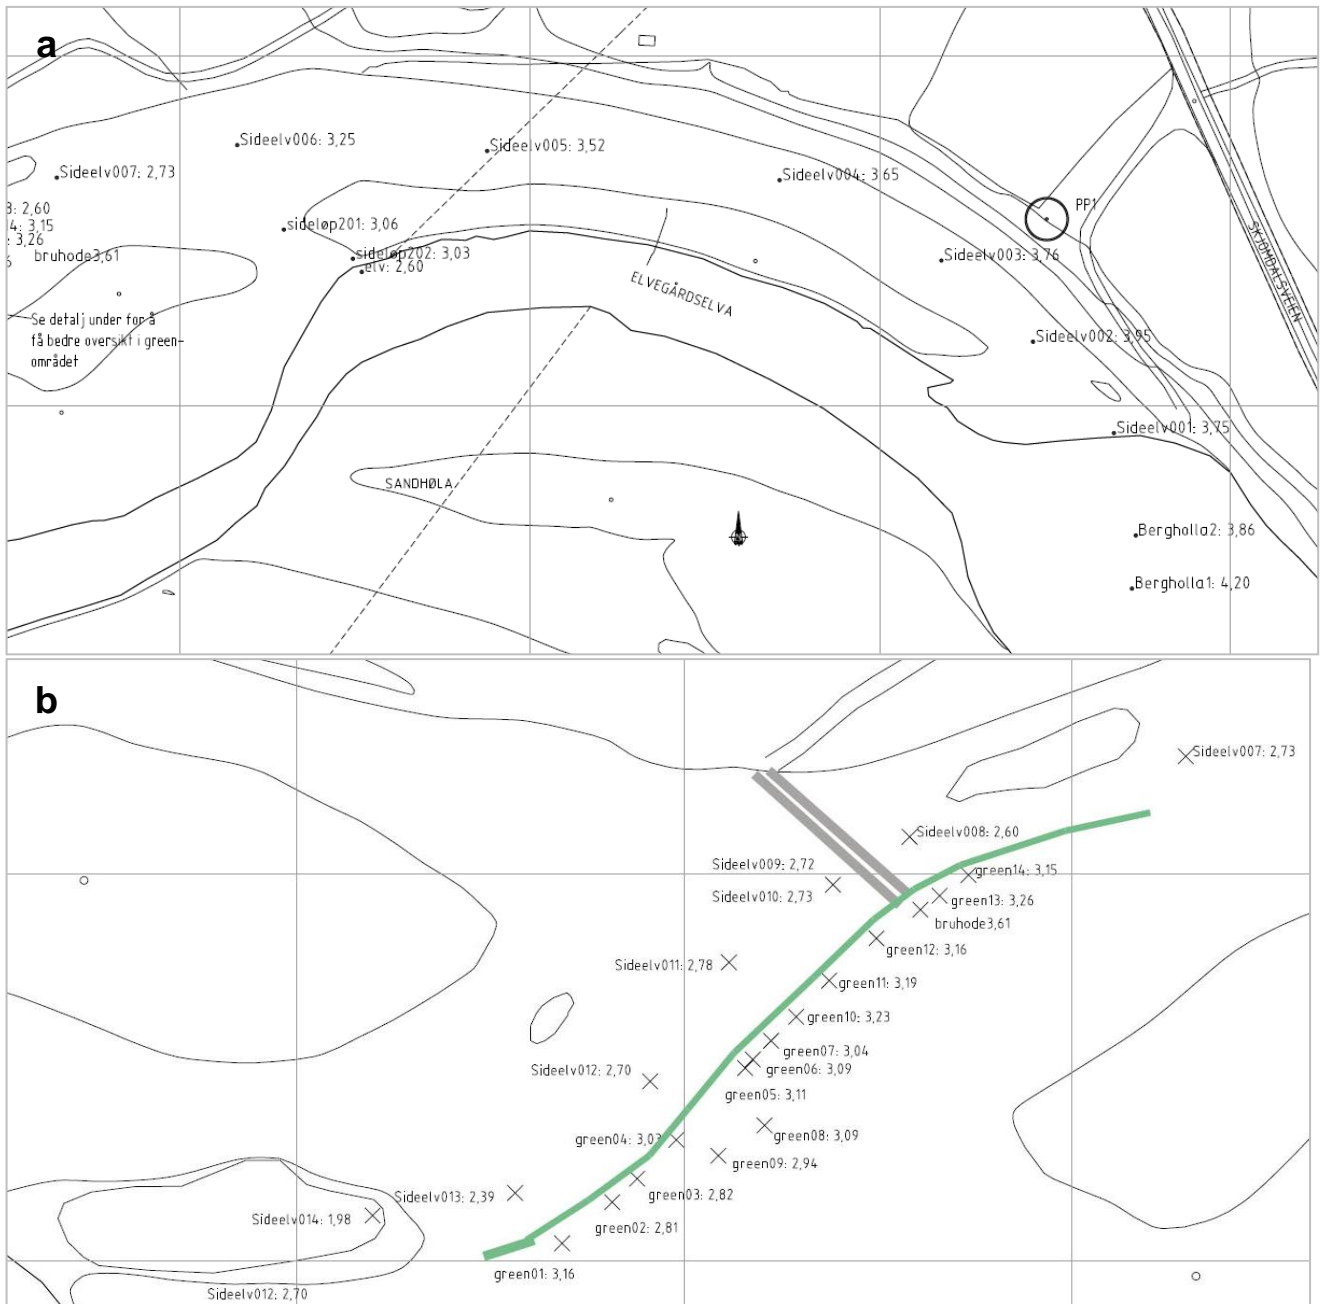 a
Sideelv006: 3,25
Sideelv005: 3,52
Sideelv007: 2,73
Sideelv004: 3 65
PP1
3: 2,60
4: 3,15
: 3,26
6
bruhode3,61
sideløp201: 3,06
sideløp202: 3,03
elv: 2,60
Sideelv003: 3,76
SKJOMDALSVEIEN
ELVEGÅRDSELVA
Se detalj under for å
få bedre oversikt i green-
området
Sideelv002: 3,95
Sideelv001: 3,75
SANDHØLA
Bergholla2: 3,86
Bergholla1: 4,20
b
Sideelv007: 2,73
Sideelv008: 2,60
Sideelv009: 2,72
green14: 3,15
Sideelv010: 2,73
green13: 3,26
bruhode3,61
green12: 3,16
Sideelv011: 2,78
green11: 3,19
green10: 3,23
green07: 3,04
Sideelv012: 2,70
green06: 3,09
green05: 3,11
green04: 3,03
green08: 3,09
green09: 2,94
Sideelv013: 2,39
green03: 2,82
Sideelv014: 1,98
green02: 2,81
green01: 3,16
Sideelv012: 2,70